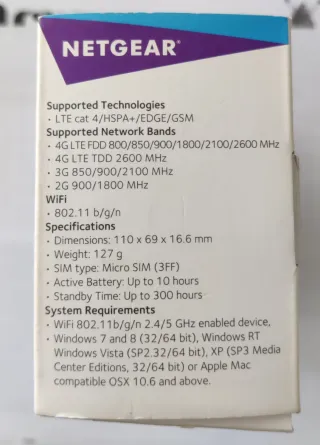 NETGEAR®
Supported Technologies
• LTE cat 4/HSPA+/EDGE/GSM
Supported Network Bands
• 4G LTE FDD 800/850/900/1800/2100/2600 MHz
• 4G LTE TDD 2600 MHz
• 3G 850/900/2100 MHz
• 2G 900/1800 MHz
WiFi
• 802.11 b/g/n
Specifications
• Dimensions: 110 x 69 x 16.6 mm
• Weight: 127 g
• SIM type: Micro SIM (3FF)
• Active Battery: Up to 10 hours
• Standby Time: Up to 300 hours
System Requirements
• WiFi 802.11b/g/n 2.4/5 GHz enabled device,
• Windows 7 and 8 (32/64 bit), Windows RT
Windows Vista (SP2.32/64 bit), XP (SP3 Media
Center Editions, 32/64 bit) or Apple Mac
compatible OSX 10.6 and above.